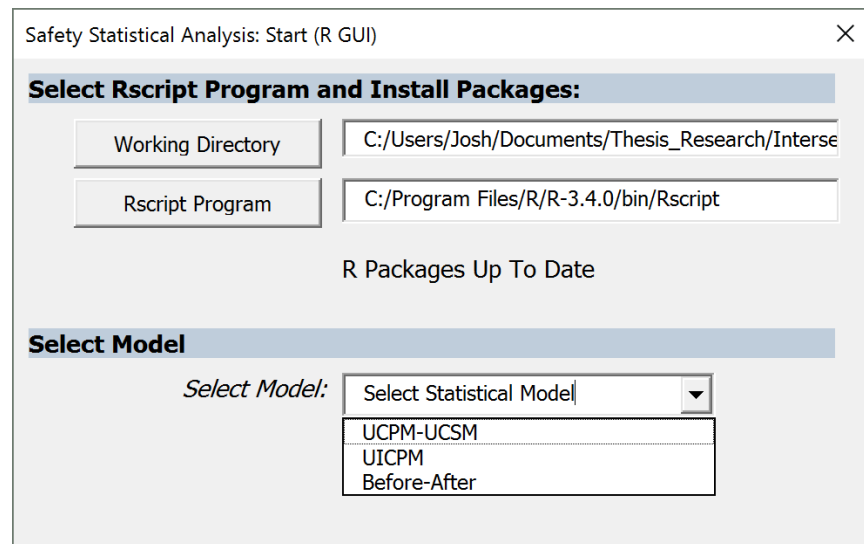 Safety Statistical Analysis: Start (R GUI)
Select Rscript Program and Install Packages:
Working Directory
C:/Users/Josh/Documents/Thesis_Research/Interse
Rscript Program
C:/Program Files/R/R-3.4.0/bin/Rscript
R Packages Up To Date
Select Model
Select Model:
Select Statistical Model
UCPM-UCSM
UICPM
Before-After